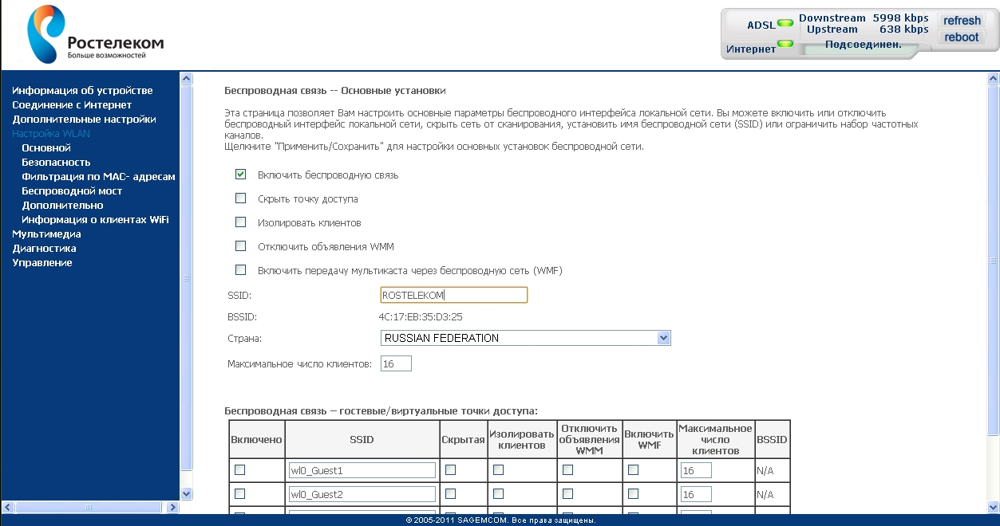 Ростелеком
Больше возможностей
ADSL
Downstream 5998 kbps
Upstream 638 kbps
Интернет
Подсоединен.
refresh
reboot
Информация об устройстве
Соединение с Интернет
Дополнительные настройки
Настройка WLAN
Основной
Безопасность
Фильтрация по MAC- адресам
Беспроводной мост
Дополнительно
Информация о клиентах WiFi
Мультимедиа
Диагностика
Управление
Беспроводная связь -- Основные установки
Эта страница позволяет Вам настроить основные параметры беспроводного интерфейса локальной сети. Вы можете включить или отключить
беспроводный интерфейс локальной сети, скрыть сеть от сканирования, установить имя беспроводной сети (SSID) или ограничить набор частотных
каналов.
Щелкните "Применить/Сохранить" для настройки основных установок беспроводной сети.
Включить беспроводную связь
Скрыть точку доступа
Изолировать клиентов
Отключить объявления WMM
Включить передачу мультикаста через беспроводную сеть (WMF)
SSID: ROSTELEKOM
BSSID: 4C:17:EB:35:D3:25
Страна: RUSSIAN FEDERATION
Максимальное число клиентов: 16
Беспроводная связь – гостевые/виртуальные точки доступа:
Включено
SSID
Скрытая
Изолировать
клиентов
Отключить
объявления
WMM
Включить
WMF
Максимальное
число
клиентов
BSSID
wl0_Guest1 16 N/A
wl0_Guest2 16 N/A
© 2005-2011 SAGEMCOM. Все права защищены.